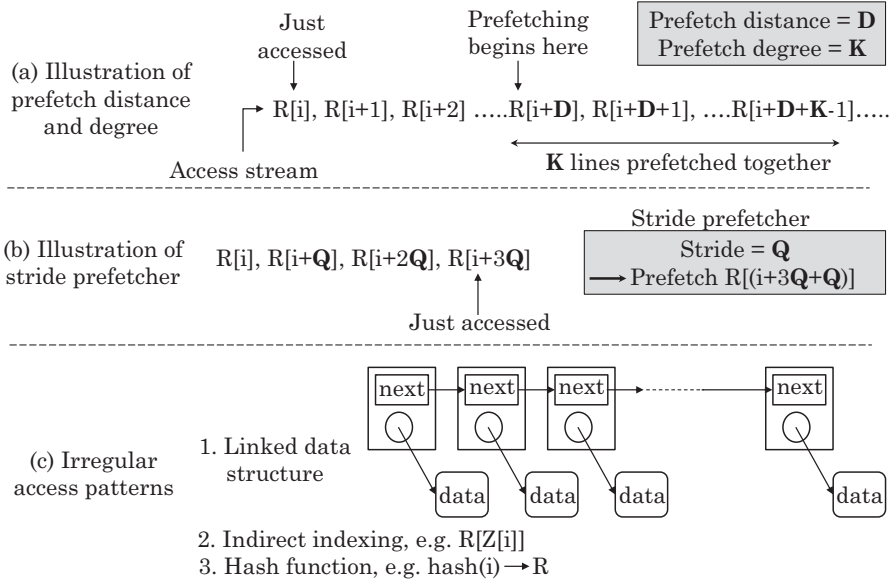 Just
accessed
Prefetching
begins here
Prefetch distance = D
Prefetch degree = K
(a) Illustration of
prefetch distance
and degree
R[i], R[i+1], R[i+2] .....R[i+D], R[i+D+1], ....R[i+D+K-1].....
Access stream
K lines prefetched together
(b) Illustration of
stride prefetcher
R[i], R[i+Q], R[i+2Q], R[i+3Q]
Just accessed
Stride prefetcher
Stride = Q
Prefetch R[(i+3Q+Q)]
(c) Irregular
access patterns
1. Linked data
structure
next next next next
data data data data
2. Indirect indexing, e.g. R[Z[i]]
3. Hash function, e.g. hash(i) → R